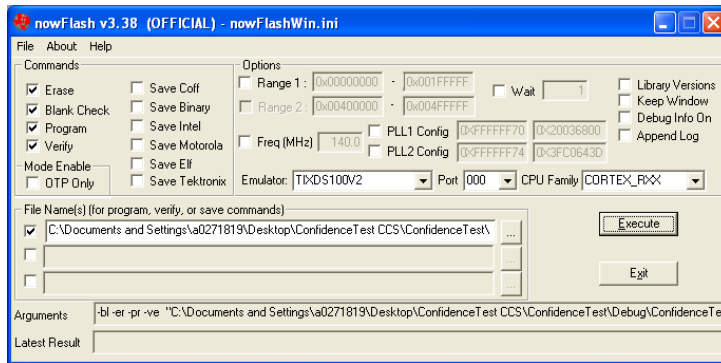 nowFlash v3.38 (OFFICIAL) - nowFlashWin.ini
File About Help
Commands
Erase
Blank Check
Program
Verify
Mode Enable
OTP Only
Save Coff
Save Binary
Save Intel
Save Motorola
Save Elf
Save Tektronix
Options
Range 1 : 0x00000000 - 0x001FFFFF
Range 2 : 0x00400000 - 0x004FFFFF
Wait 1
Freq (MHz) 140.0
PLL1 Config 0XFFFFFF70 0X20036800
PLL2 Config 0XFFFFFF74 0X3FC0643D
Library Versions
Keep Window
Debug Info On
Append Log
Emulator: TIXDS100V2 Port 000 CPU Family CORTEX_RXX
File Name(s) (for program, verify, or save commands)
C:\Documents and Settings\a0271819\Desktop\ConfidenceTest CCS\ConfidenceTest\ ...
...
...
Execute
Exit
Arguments -bl -er -pr -ve "C:\Documents and Settings\a0271819\Desktop\ConfidenceTest CCS\ConfidenceTest\Debug\ConfidenceTe
Latest Result